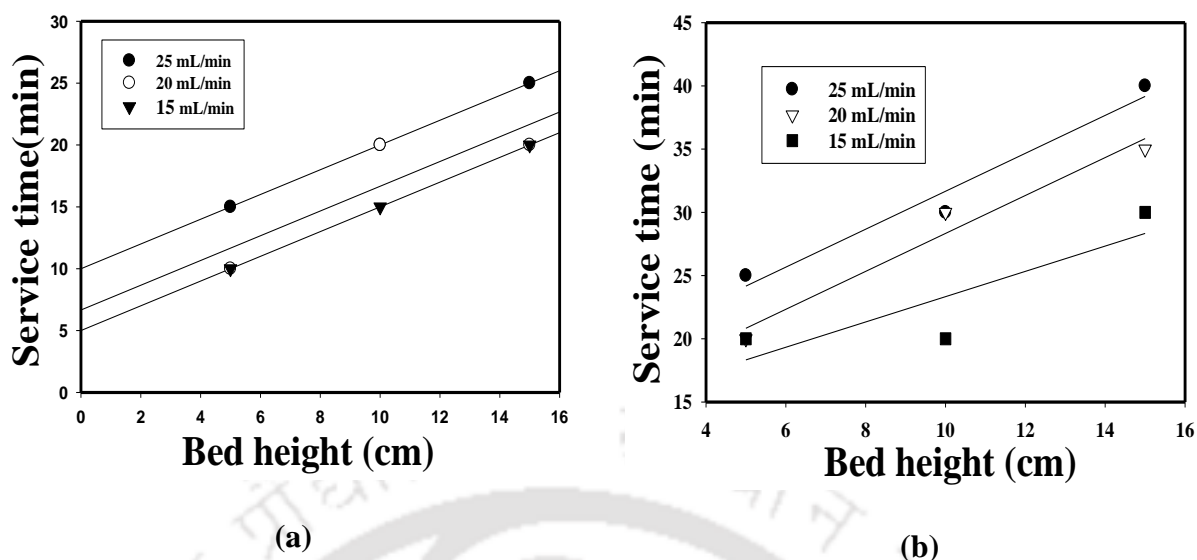 30
25
20
15
10
5
0
0 2 4 6 8 10 12 14 16
Service time(min)
Bed height (cm)
25 mL/min
20 mL/min
15 mL/min
(a)
45
40
35
30
25
20
15
4 6 8 10 12 14 16
Service time (min)
Bed height (cm)
25 mL/min
20 mL/min
15 mL/min
(b)